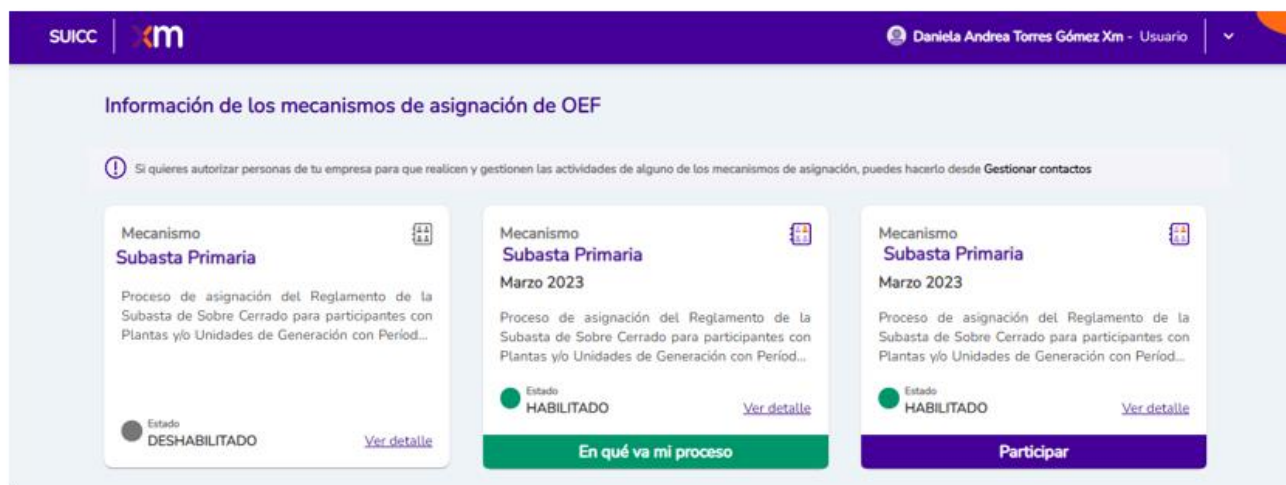 SUICC
xm
Daniela Andrea Torres Gómez Xm - Usuario
Información de los mecanismos de asignación de OEF
Si quieres autorizar personas de tu empresa para que realicen y gestionen las actividades de alguno de los mecanismos de asignación, puedes hacerlo desde Gestionar contactos
Mecanismo
Subasta Primaria
Proceso de asignación del Reglamento de la
Subasta de Sobre Cerrado para participantes con
Plantas y/o Unidades de Generación con Períod...
Estado
DESHABILITADO
Ver detalle
Mecanismo
Subasta Primaria
Marzo 2023
Proceso de asignación del Reglamento de la
Subasta de Sobre Cerrado para participantes con
Plantas y/o Unidades de Generación con Períod...
Estado
HABILITADO
Ver detalle
En qué va mi proceso
Mecanismo
Subasta Primaria
Marzo 2023
Proceso de asignación del Reglamento de la
Subasta de Sobre Cerrado para participantes con
Plantas y/o Unidades de Generación con Períod...
Estado
HABILITADO
Ver detalle
Participar